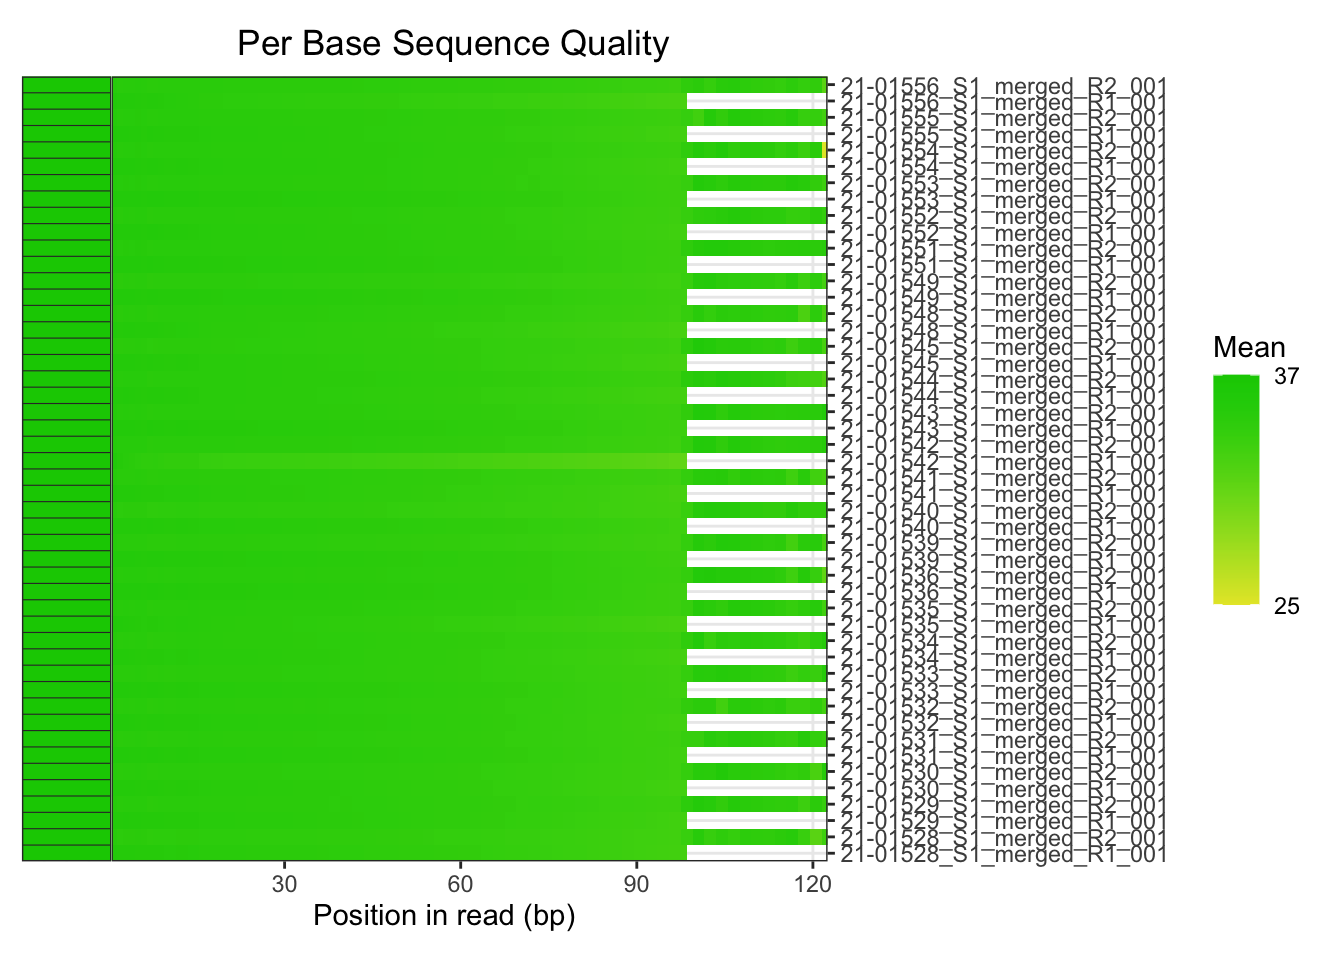 Per Base Sequence Quality
21-01556_S1_merged_R2_001
21-01556_S1_merged_R1_001
21-01555_S1_merged_R2_001
21-01555_S1_merged_R1_001
21-01554_S1_merged_R2_001
21-01554_S1_merged_R1_001
21-01553_S1_merged_R2_001
21-01553_S1_merged_R1_001
21-01552_S1_merged_R2_001
21-01552_S1_merged_R1_001
21-01551_S1_merged_R2_001
21-01551_S1_merged_R1_001
21-01549_S1_merged_R2_001
21-01549_S1_merged_R1_001
21-01548_S1_merged_R2_001
21-01548_S1_merged_R1_001
21-01545_S1_merged_R2_001
21-01545_S1_merged_R1_001
21-01544_S1_merged_R2_001
21-01544_S1_merged_R1_001
21-01543_S1_merged_R2_001
21-01543_S1_merged_R1_001
21-01542_S1_merged_R2_001
21-01542_S1_merged_R1_001
21-01541_S1_merged_R2_001
21-01541_S1_merged_R1_001
21-01540_S1_merged_R2_001
21-01540_S1_merged_R1_001
21-01539_S1_merged_R2_001
21-01539_S1_merged_R1_001
21-01536_S1_merged_R2_001
21-01536_S1_merged_R1_001
21-01535_S1_merged_R2_001
21-01535_S1_merged_R1_001
21-01534_S1_merged_R2_001
21-01534_S1_merged_R1_001
21-01533_S1_merged_R2_001
21-01533_S1_merged_R1_001
21-01532_S1_merged_R2_001
21-01532_S1_merged_R1_001
21-01531_S1_merged_R2_001
21-01531_S1_merged_R1_001
21-01530_S1_merged_R2_001
21-01530_S1_merged_R1_001
21-01529_S1_merged_R2_001
21-01529_S1_merged_R1_001
21-01528_S1_merged_R2_001
21-01528_S1_merged_R1_001
30 60 90 120
Position in read (bp)
Mean
37
25